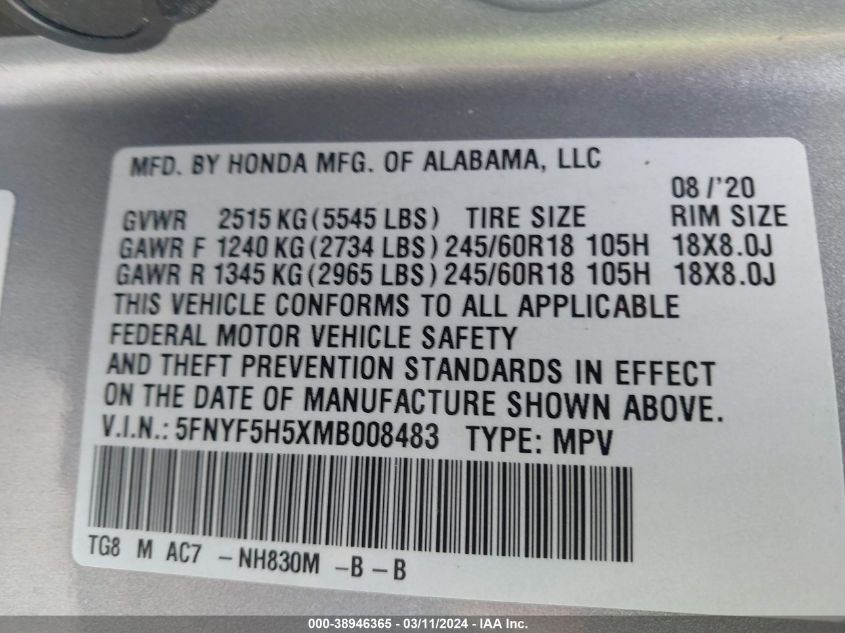 MFD. BY HONDA MFG. OF ALABAMA, LLC
08/'20
GVWR 2515 KG (5545 LBS) TIRE SIZE RIM SIZE
GAWR F 1240 KG (2734 LBS) 245/60R18 105H 18X8.0J
GAWR R 1345 KG (2965 LBS) 245/60R18 105H 18X8.0J
THIS VEHICLE CONFORMS TO ALL APPLICABLE
FEDERAL MOTOR VEHICLE SAFETY
AND THEFT PREVENTION STANDARDS IN EFFECT
ON THE DATE OF MANUFACTURE SHOWN ABOVE.
V.I.N.: 5FNYF5H5XMB008483 TYPE: MPV
TG8 M AC7 -NH830M -B-B
000-38946365 - 03/11/2024 - IAA Inc.